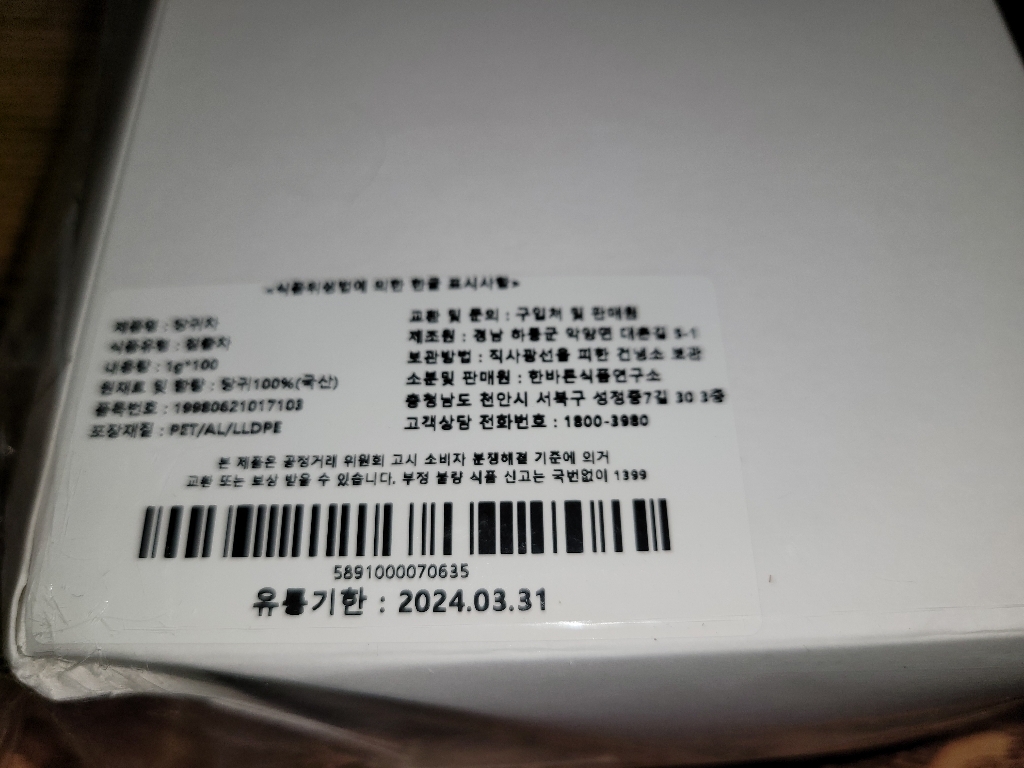 <식품위생법에 의한 한글 표시사항>
제품명 : 당귀차
식품유형 : 침출차
내용량 : 1g*100
원재료 및 함량 : 당귀100%(국산)
품목번호 : 19980621017103
포장재질 : PET/AL/LLDPE
교환 및 문의 : 구입처 및 판매원
제조원 : 경남 하동군 악양면 대촌길 5-1
보관방법 : 직사광선을 피한 건냉소 보관
소분및 판매원 : 한바른식품연구소
충청남도 천안시 서북구 성정중7길 30 3층
고객상담 전화번호 : 1800-3980
본 제품은 공정거래 위원회 고시 소비자 분쟁해결 기준에 의거
교환 또는 보상 받을 수 있습니다. 부정 불량 식품 신고는 국번없이 1399
5891000070635
유통기한 : 2024.03.31